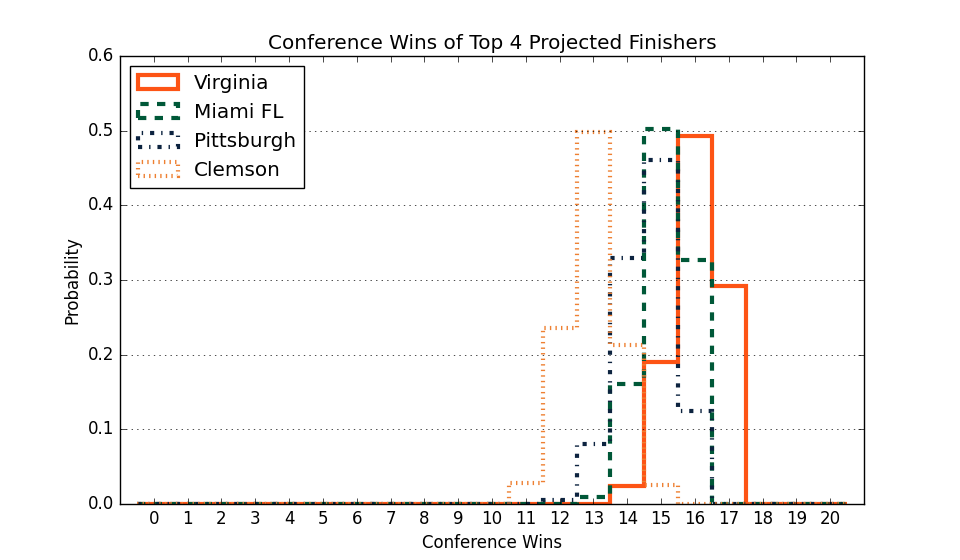 Conference Wins of Top 4 Projected Finishers
Virginia
Miami FL
Pittsburgh
Clemson
0.6
0.5
0.4
0.3
0.2
0.1
0.0
Probability
0 1 2 3 4 5 6 7 8 9 10 11 12 13 14 15 16 17 18 19 20
Conference Wins